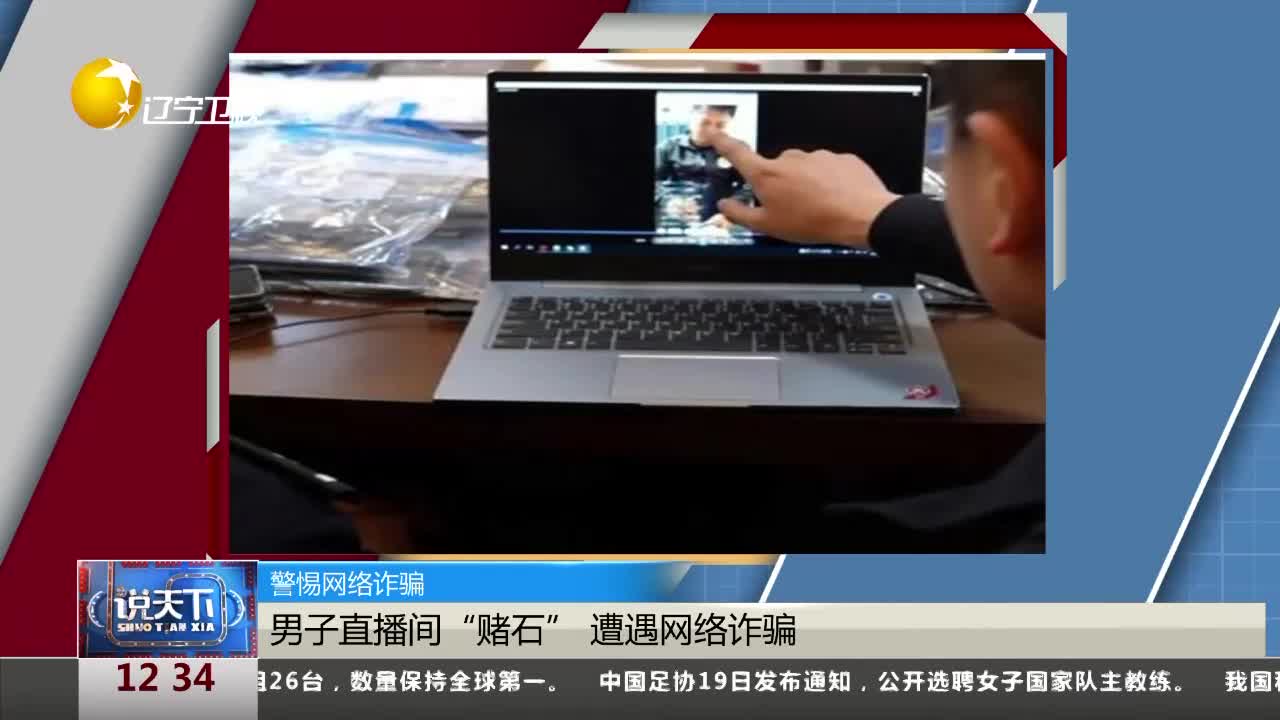 辽宁卫视
警惕网络诈骗
男子直播间“赌石” 遭遇网络诈骗
说天下
SHUO TIAN XIA
12 34
组26台，数量保持全球第一。 中国足协19日发布通知，公开选聘女子国家队主教练。 我国